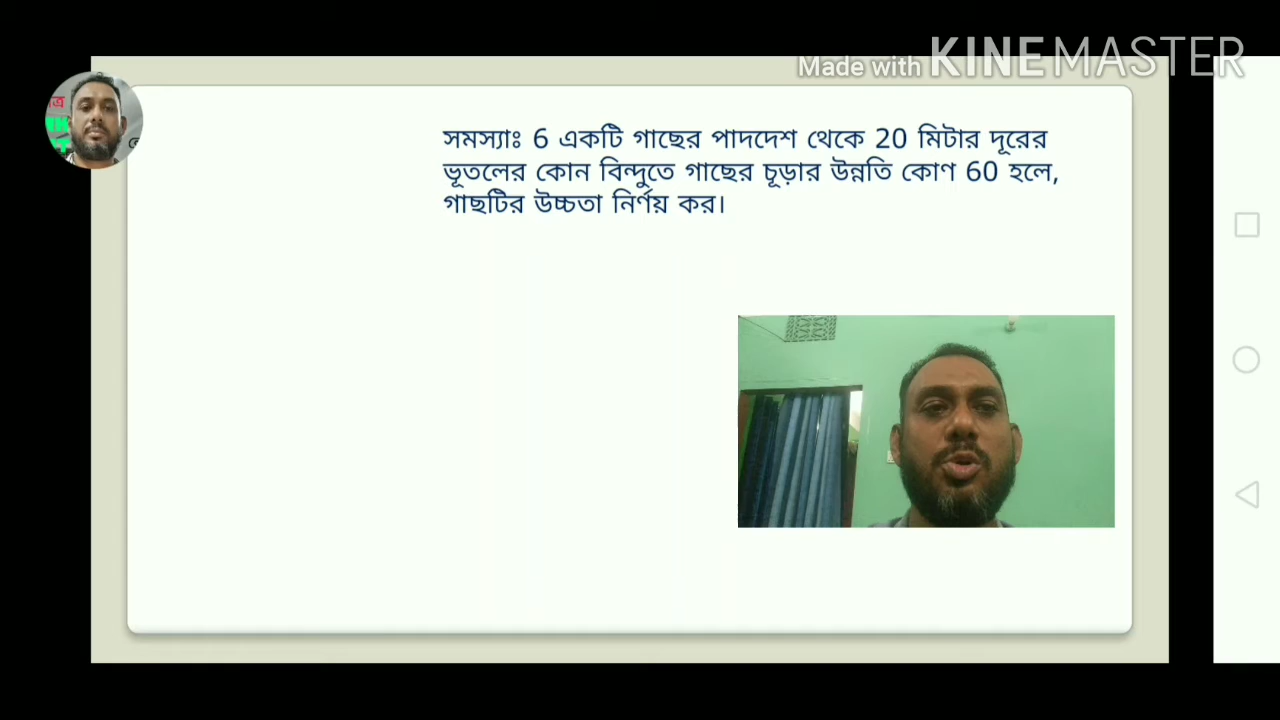 Made with KINEMASTER
সমস্যাঃ 6 একটি গাছের পাদদেশ থেকে 20 মিটার দূরের
ভূতলের কোন বিন্দুতে গাছের চূড়ার উন্নতি কোণ 60 হলে,
গাছটির উচ্চতা নির্ণয় কর।